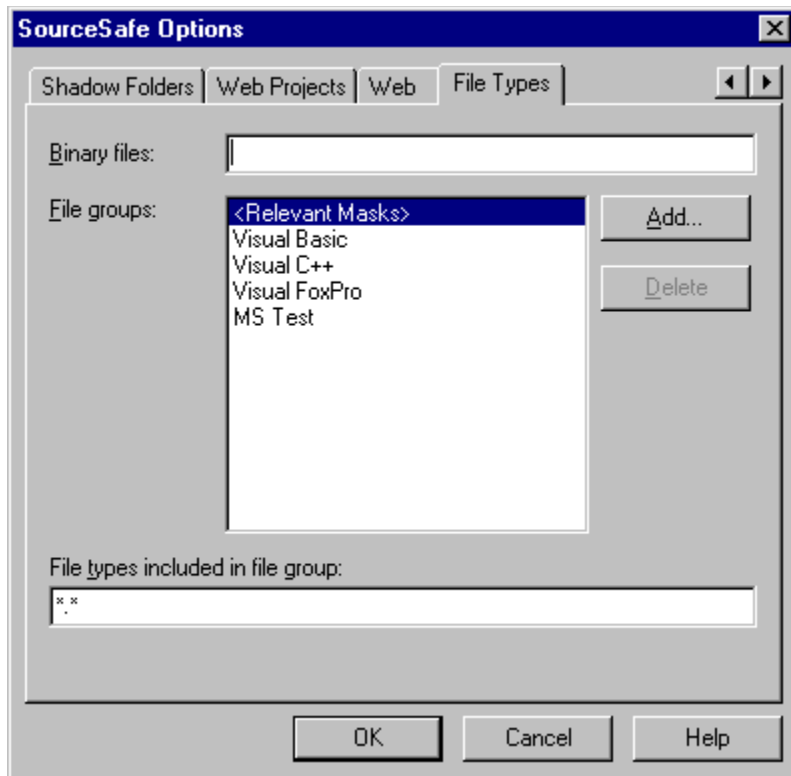 SourceSafe Options
Shadow Folders Web Projects Web File Types
Binary files:
File groups:
<Relevant Masks>
Visual Basic
Visual C++
Visual FoxPro
MS Test
Add...
Delete
File types included in file group:
*.*
OK Cancel Help